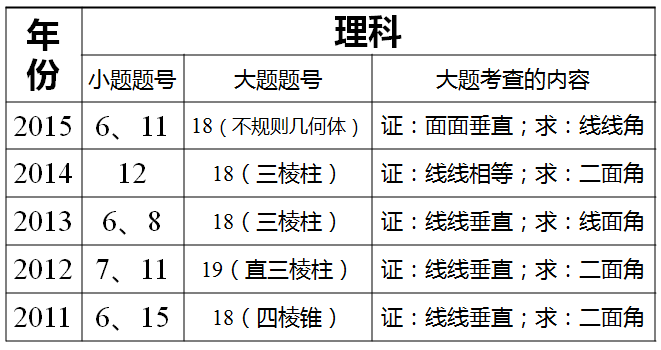 年份 理科
小题题号 大题题号 大题考查的内容
2015 6、11 18（不规则几何体） 证：面面垂直；求：线线角
2014 12 18（三棱柱） 证：线线相等；求：二面角
2013 6、8 18（三棱柱） 证：线线垂直；求：线面角
2012 7、11 19（直三棱柱） 证：线线垂直；求：二面角
2011 6、15 18（四棱锥） 证：线线垂直；求：二面角